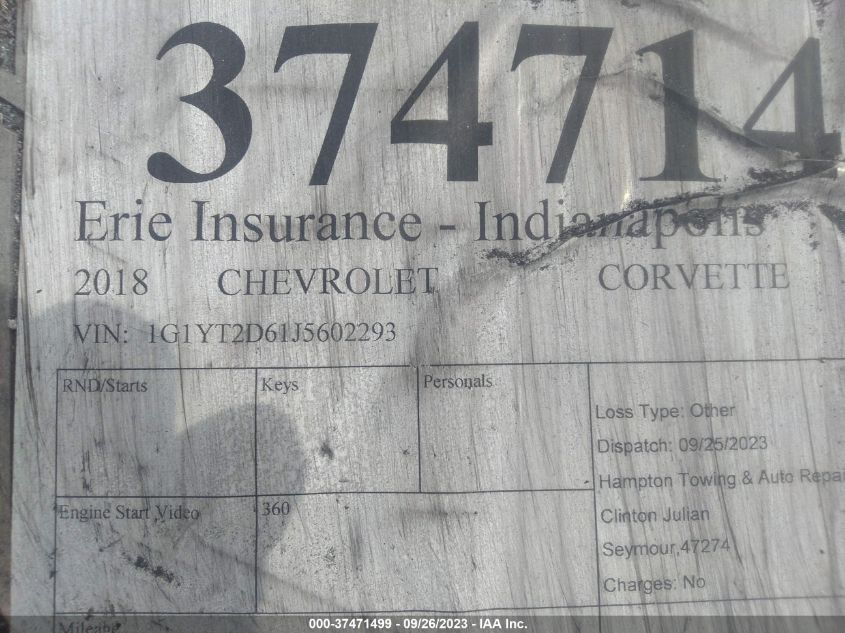 374714
Erie Insurance - Indianapolis
2018 CHEVROLET CORVETTE
VIN: 1G1YT2D61J5602293
RND/Starts
Keys
Personals
Loss Type: Other
Dispatch: 09/25/2023
Hampton Towing & Auto Repai
Clinton Julian
Seymour,47274
Charges: No
Engine Start Video
360
Mileage
000-37471499 - 09/26/2023 - IAA Inc.